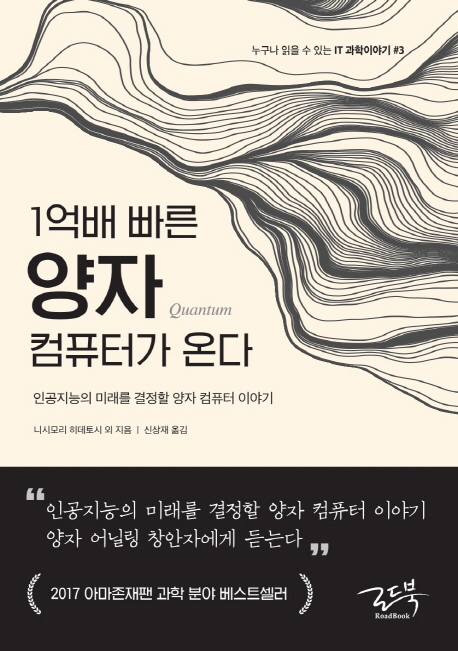 누구나 읽을 수 있는 IT 과학이야기 #3
1억배 빠른
양자 Quantum
컴퓨터가 온다
인공지능의 미래를 결정할 양자 컴퓨터 이야기
니시모리 히데토시 외 지음 | 신상재 옮김
“인공지능의 미래를 결정할 양자 컴퓨터 이야기
양자 어닐링 창안자에게 듣는다”
2017 아마존재팬 과학 분야 베스트셀러
로드북
RoadBook